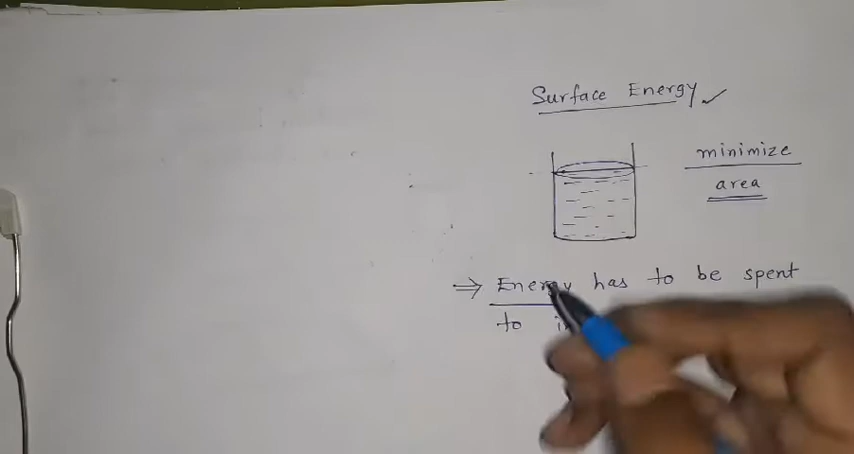 Surface Energy
minimize
area
⇒ Energy has to be spent
to